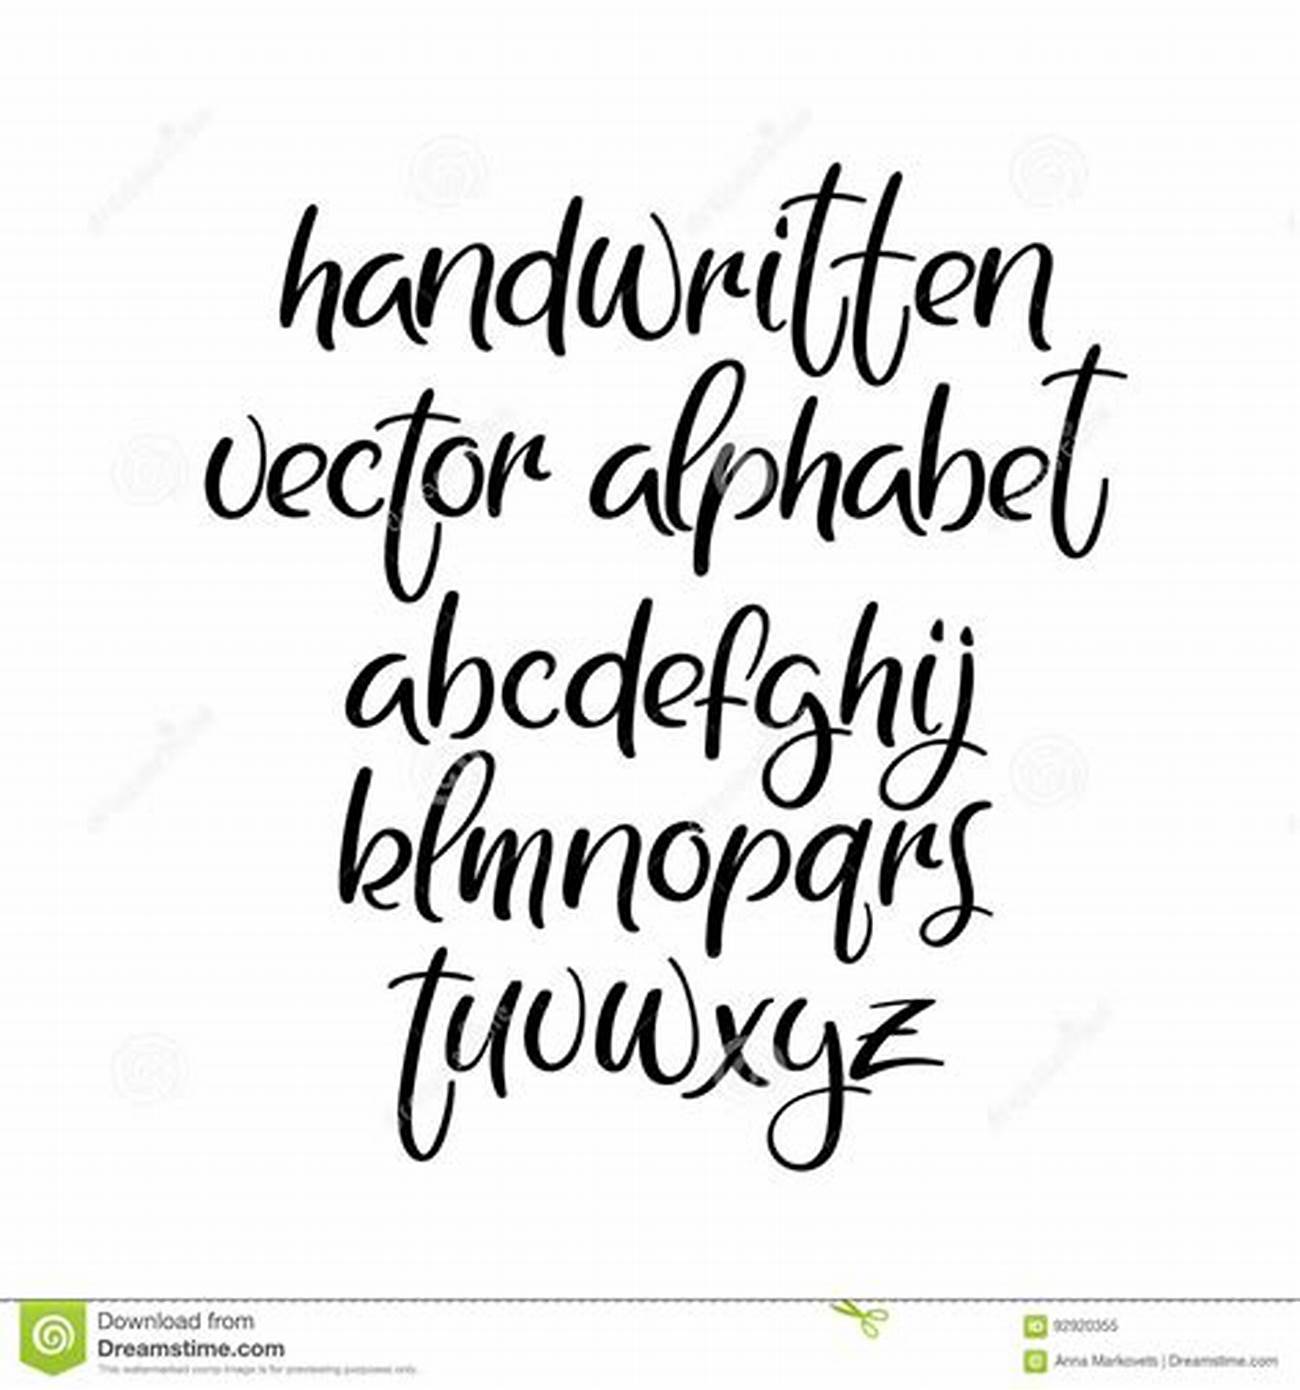 handwritten
vector alphabet
abcdefghij
klmnopqrs
tuvwxyz
Download from
Dreamstime.com
This watermarked comp image is for previewing purposes only.
ID 92920355
Anna Markovets | Dreamstime.com